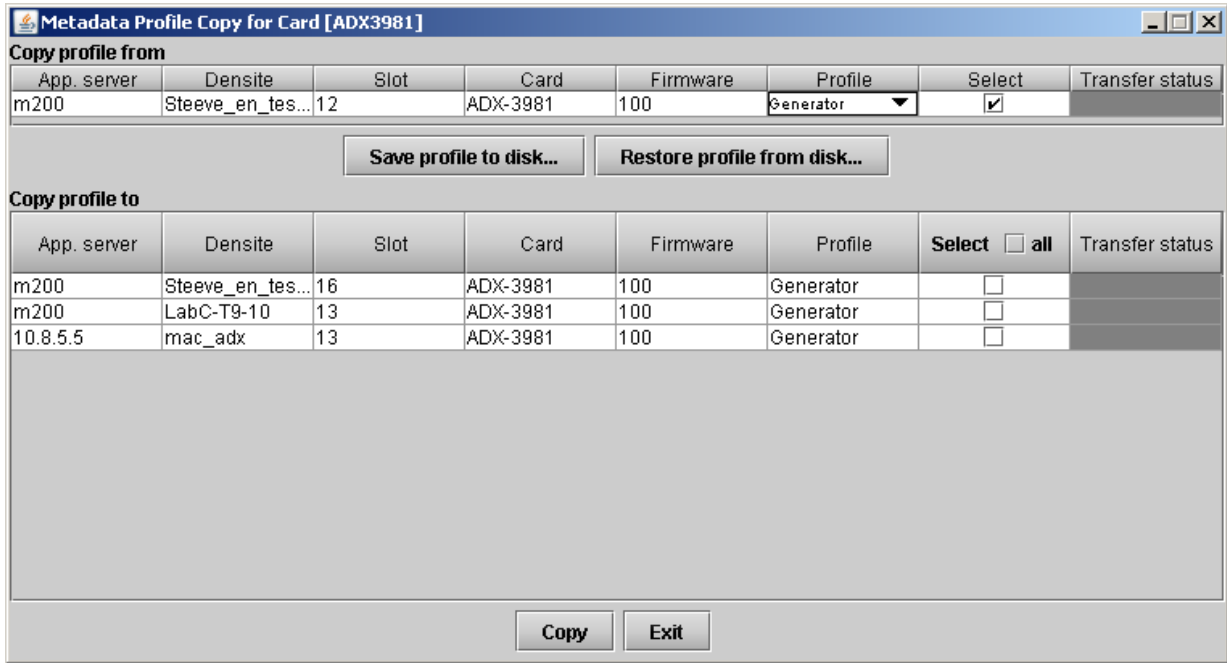 Metadata Profile Copy for Card [ADX3981]
Copy profile from
App. server Densite Slot Card Firmware Profile Select Transfer status
m200 Steeve_en_tes... 12 ADX-3981 100 Generator
Save profile to disk... Restore profile from disk...
Copy profile to
App. server Densite Slot Card Firmware Profile Select all Transfer status
m200 Steeve_en_tes... 16 ADX-3981 100 Generator
m200 LabC-T9-10 13 ADX-3981 100 Generator
10.8.5.5 mac_adx 13 ADX-3981 100 Generator
Copy Exit